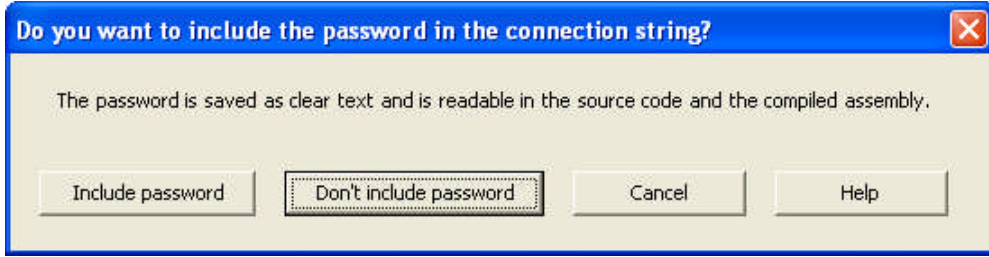 Do you want to include the password in the connection string?
The password is saved as clear text and is readable in the source code and the compiled assembly.
Include password Don't include password Cancel Help